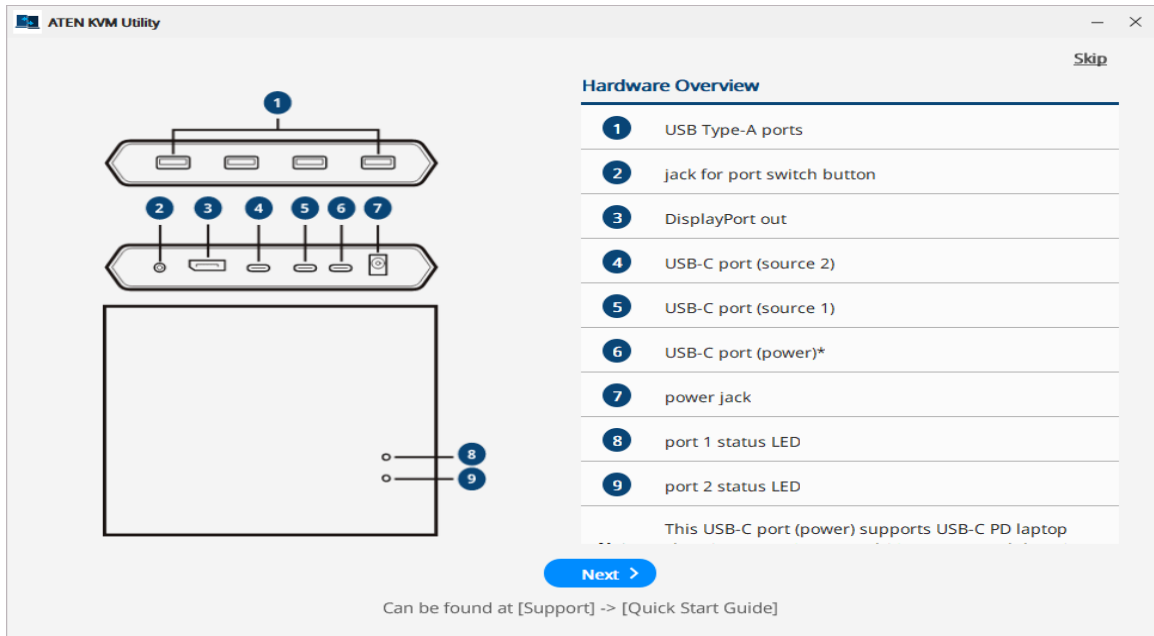 ATEN KVM Utility
Skip
1
2 3 4 5 6 7
8
9
Hardware Overview
1 USB Type-A ports
2 jack for port switch button
3 DisplayPort out
4 USB-C port (source 2)
5 USB-C port (source 1)
6 USB-C port (power)*
7 power jack
8 port 1 status LED
9 port 2 status LED
This USB-C port (power) supports USB-C PD laptop
Next >
Can be found at [Support] -> [Quick Start Guide]